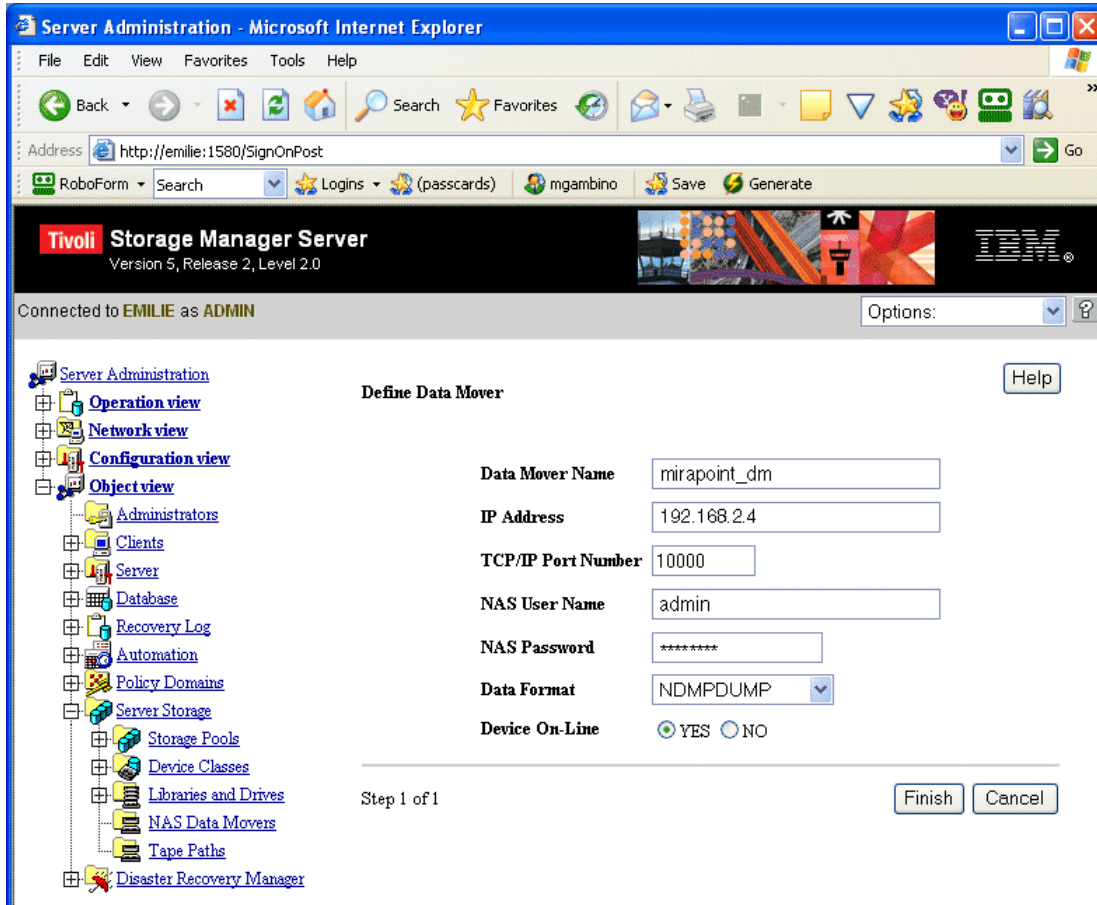 Server Administration - Microsoft Internet Explorer
File Edit View Favorites Tools Help
Back Search Favorites »
Address http://emilie:1580/SignOnPost Go
RoboForm Search Logins (passcards) mgambino Save Generate
Tivoli Storage Manager Server
Version 5, Release 2, Level 2.0
IBM®
Connected to EMILIE as ADMIN Options: ?
Server Administration
Operation view
Network view
Configuration view
Object view
Administrators
Clients
Server
Database
Recovery Log
Automation
Policy Domains
Server Storage
Storage Pools
Device Classes
Libraries and Drives
NAS Data Movers
Tape Paths
Disaster Recovery Manager
Define Data Mover Help
Data Mover Name mirapoint_dm
IP Address 192.168.2.4
TCP/IP Port Number 10000
NAS User Name admin
NAS Password ********
Data Format NDMPDUMP
Device On-Line YES NO
Step 1 of 1 Finish Cancel